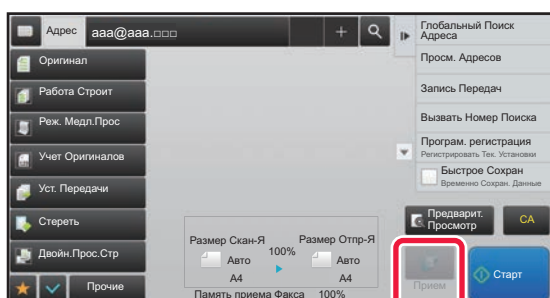 Адрес
aaa@aaa.□□□
+
Глобальный Поиск
Адреса
Оригинал
Просм. Адресов
Работа Строит
Запись Передач
Реж. Медл.Прос
Вызвать Номер Поиска
Учет Оригиналов
Програм. регистрация
Регистрировать Тек. Установки
Быстрое Сохран
Временно Сохран. Данные
Уст. Передачи
Стереть
Предварит.
Просмотр
CA
Двойн.Прос.Стр
Размер Скан-Я
100%
Размер Отпр-Я
Авто
A4
Авто
A4
Прием
Старт
Прочие
Память приема Факса 100%